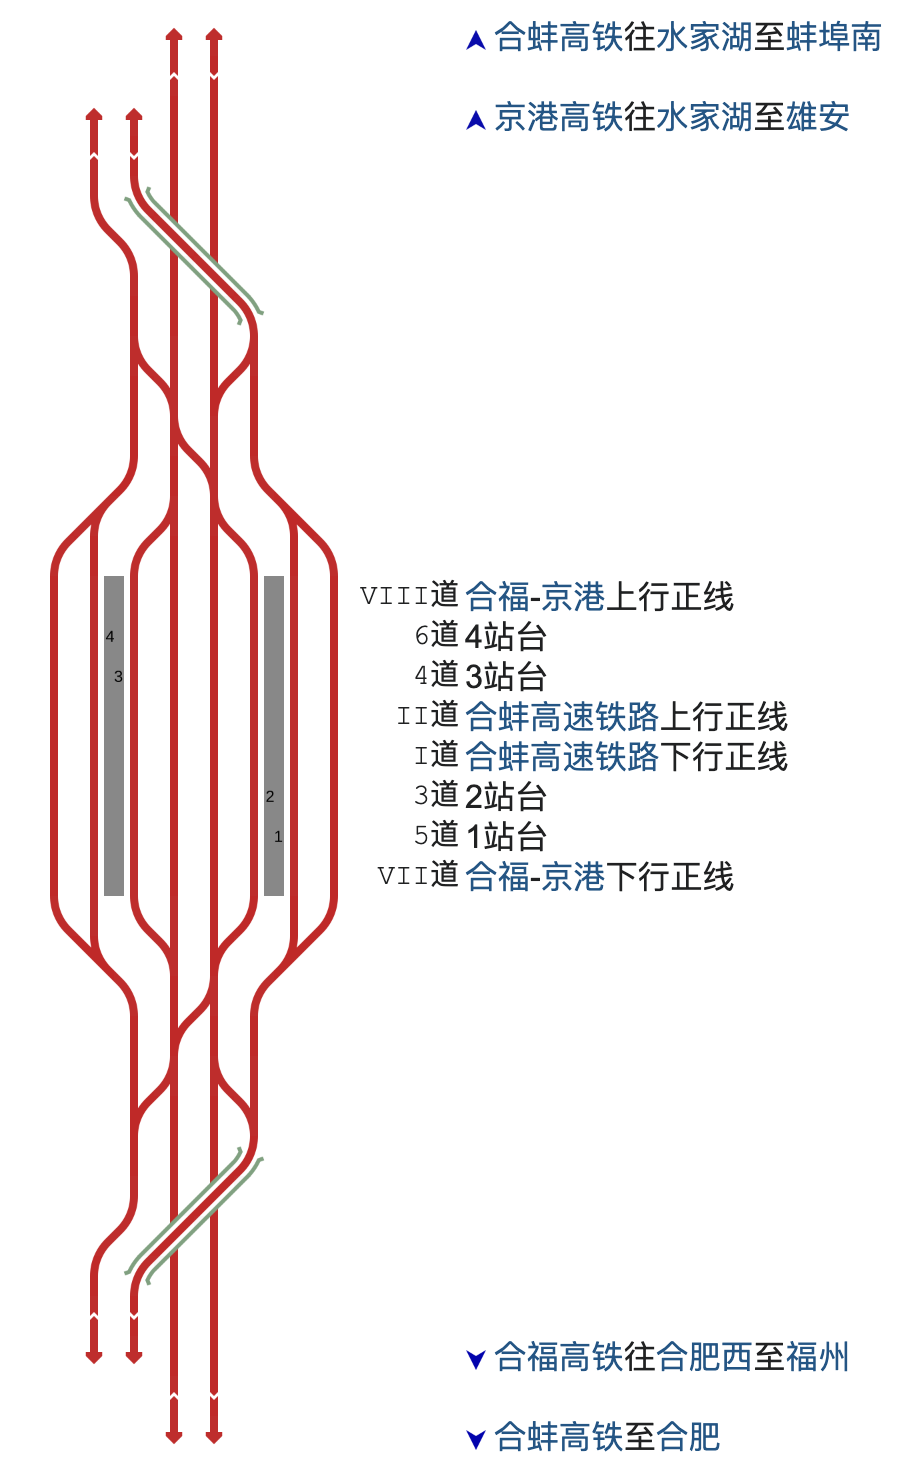 合蚌高铁往水家湖至蚌埠南
京港高铁往水家湖至雄安
VIII道 合福-京港上行正线
6道 4站台
4道 3站台
II道 合蚌高速铁路上行正线
I道 合蚌高速铁路下行正线
3道 2站台
5道 1站台
VII道 合福-京港下行正线
4
3
2
1
合福高铁往合肥西至福州
合蚌高铁至合肥